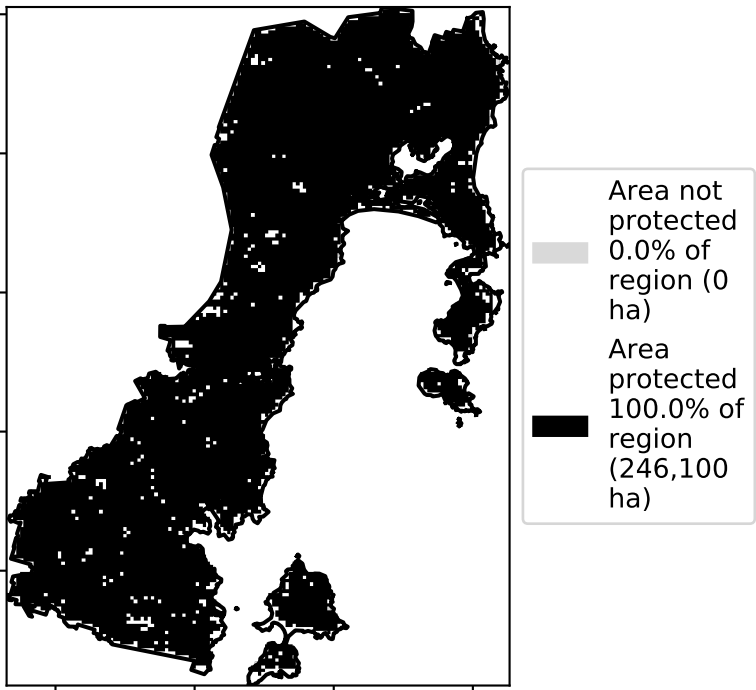 Area not
protected
0.0% of
region (0
ha)
Area
protected
100.0% of
region
(246,100
ha)